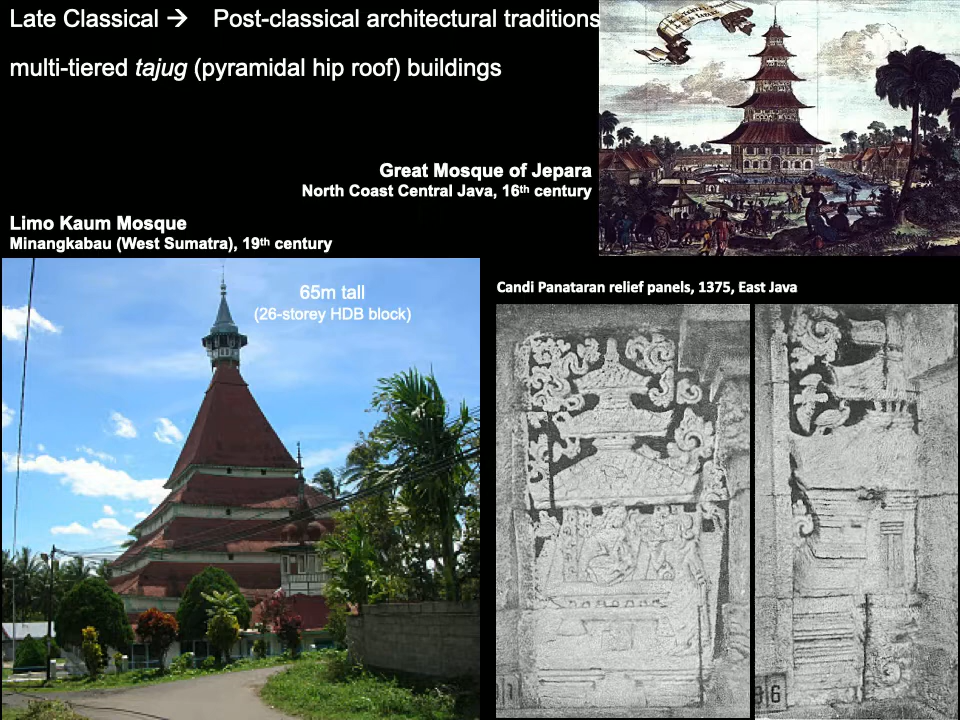 Late Classical → Post-classical architectural traditions
multi-tiered tajug (pyramidal hip roof) buildings
Great Mosque of Jepara
North Coast Central Java, 16th century
Limo Kaum Mosque
Minangkabau (West Sumatra), 19th century
65m tall
(26-storey HDB block)
Candi Panataran relief panels, 1375, East Java